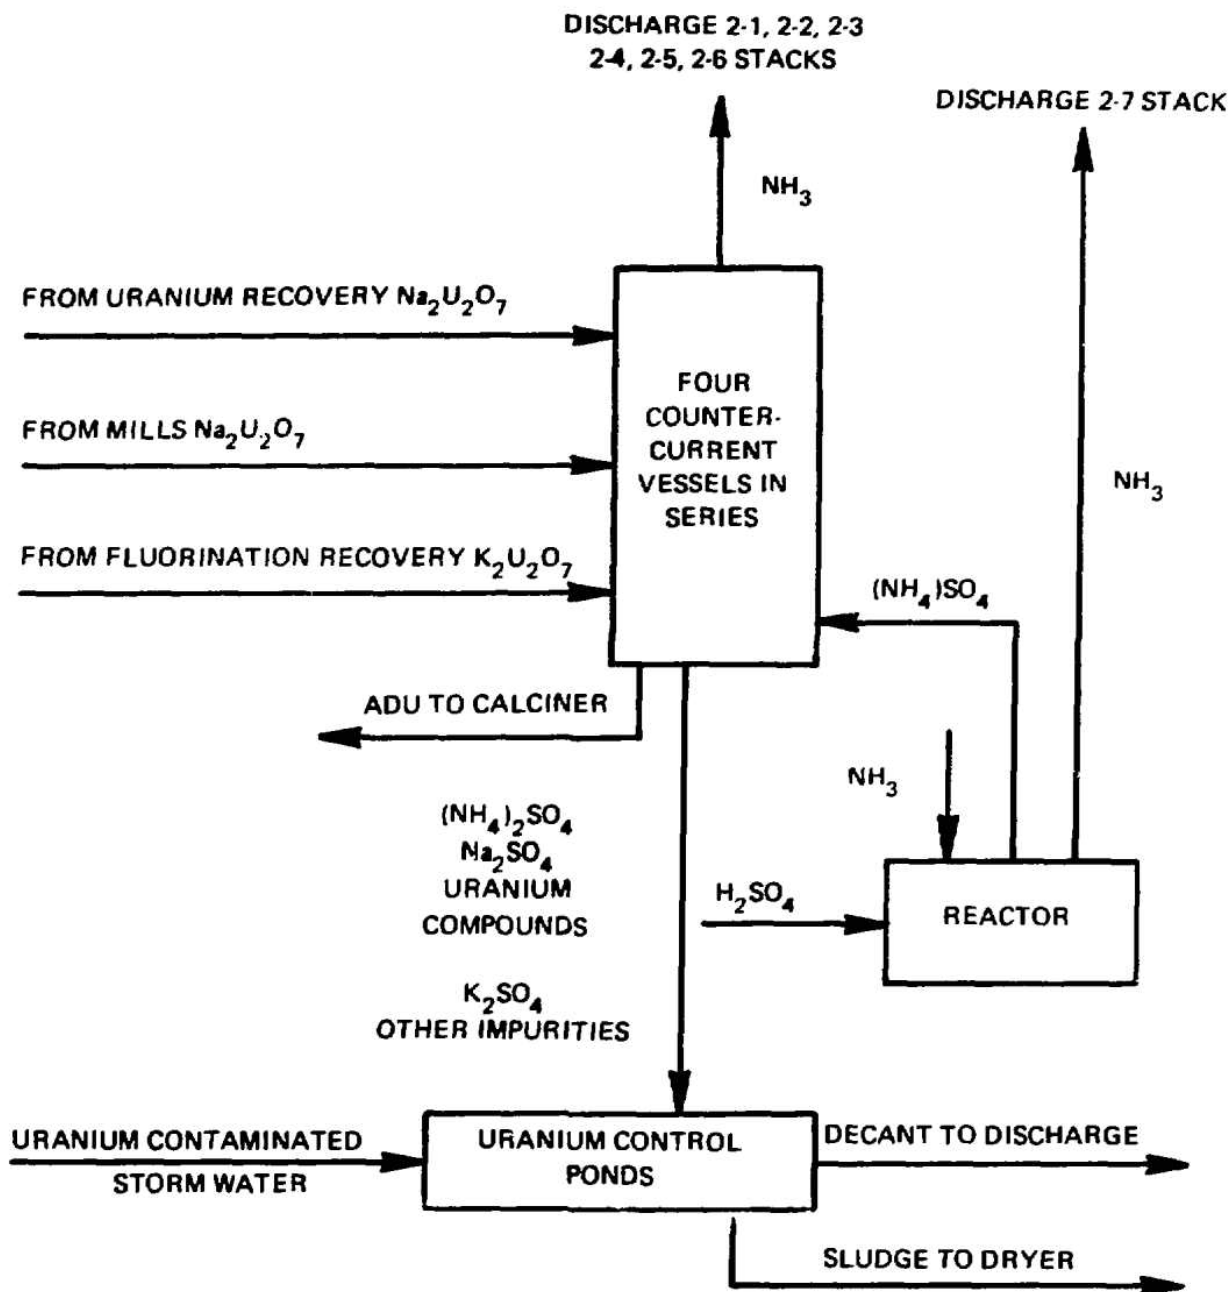 DISCHARGE 2-1, 2-2, 2-3
2-4, 2-5, 2-6 STACKS
DISCHARGE 2-7 STACK
NH₃
FROM URANIUM RECOVERY Na₂U₂O₇
FOUR
COUNTER-
CURRENT
VESSELS IN
SERIES
FROM MILLS Na₂U₂O₇
NH₃
FROM FLUORINATION RECOVERY K₂U₂O₇
(NH₄)SO₄
ADU TO CALCINER
NH₃
(NH₄)₂SO₄
Na₂SO₄
URANIUM
COMPOUNDS
H₂SO₄
REACTOR
K₂SO₄
OTHER IMPURITIES
URANIUM CONTAMINATED
STORM WATER
URANIUM CONTROL
PONDS
DECANT TO DISCHARGE
SLUDGE TO DRYER